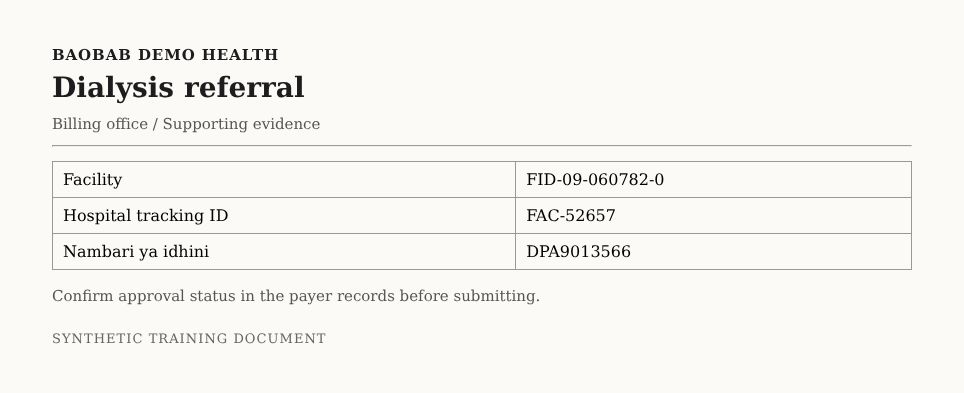 BAOBAB DEMO HEALTH
Dialysis referral
Billing office / Supporting evidence
Facility FID-09-060782-0
Hospital tracking ID FAC-52657
Nambari ya idhini DPA9013566
Confirm approval status in the payer records before submitting.
SYNTHETIC TRAINING DOCUMENT